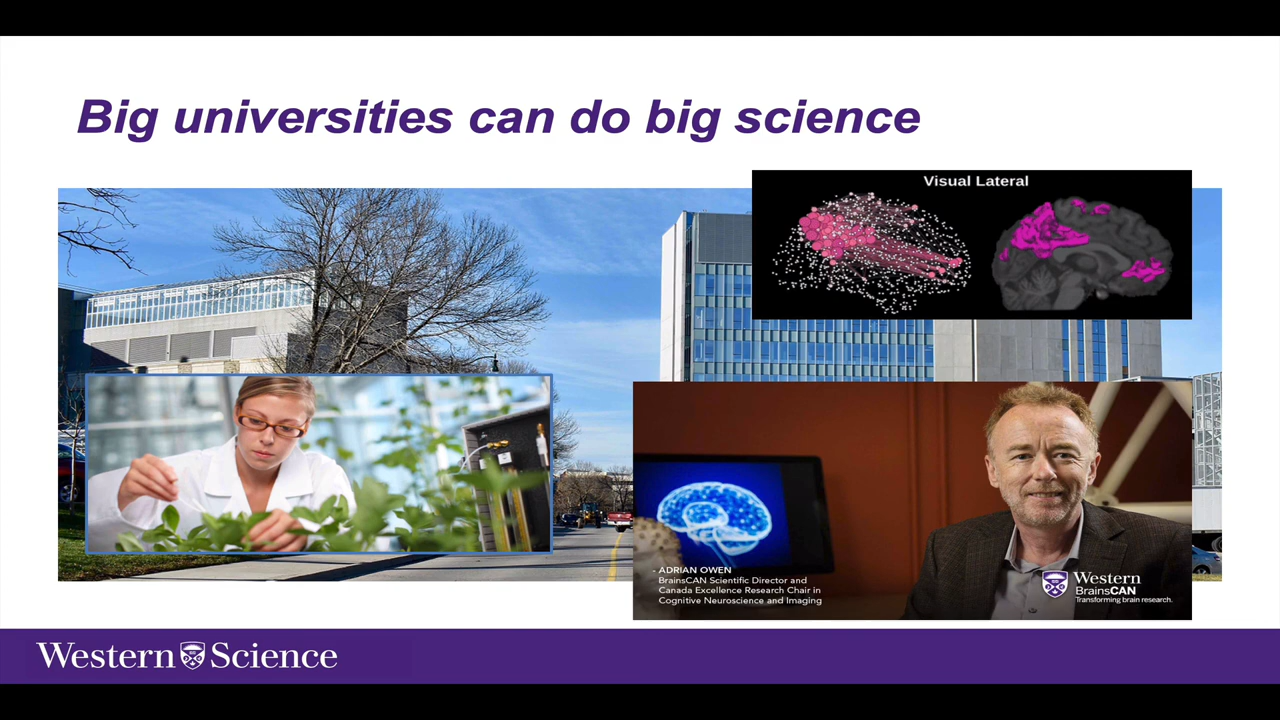 Big universities can do big science
Visual Lateral
- ADRIAN OWEN
BrainsCAN Scientific Director and
Canada Excellence Research Chair in
Cognitive Neuroscience and Imaging
Western
BrainsCAN
Transforming brain research.
Western Science